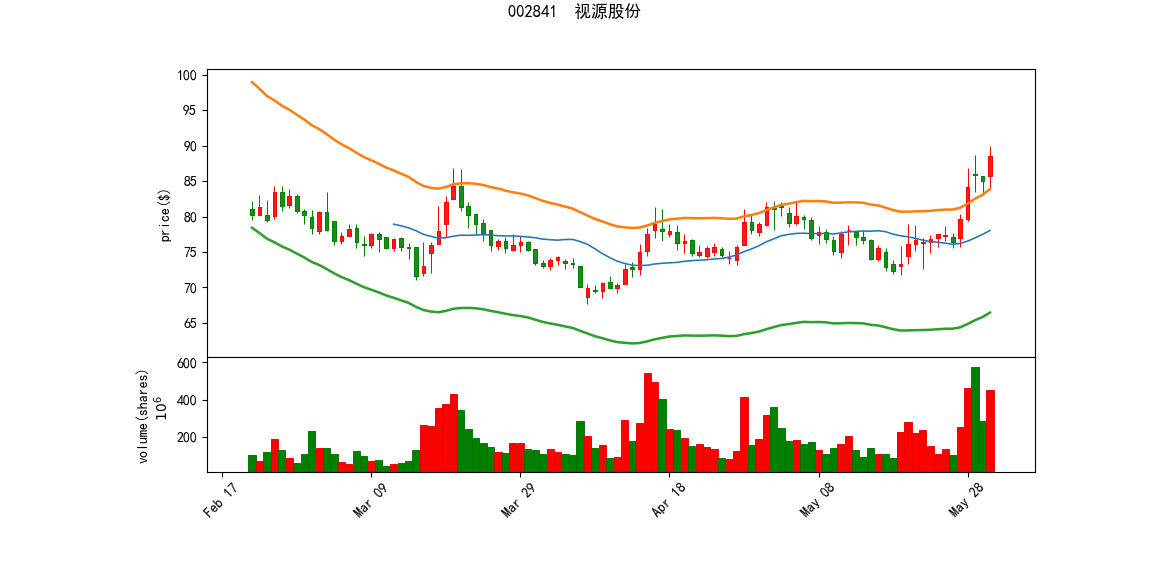 002841 视源股份
100
95
90
85
80
75
70
65
price($)
600
400
200
volume(shares)
10^6
Feb 17
Mar 09
Mar 29
Apr 18
May 08
May 28